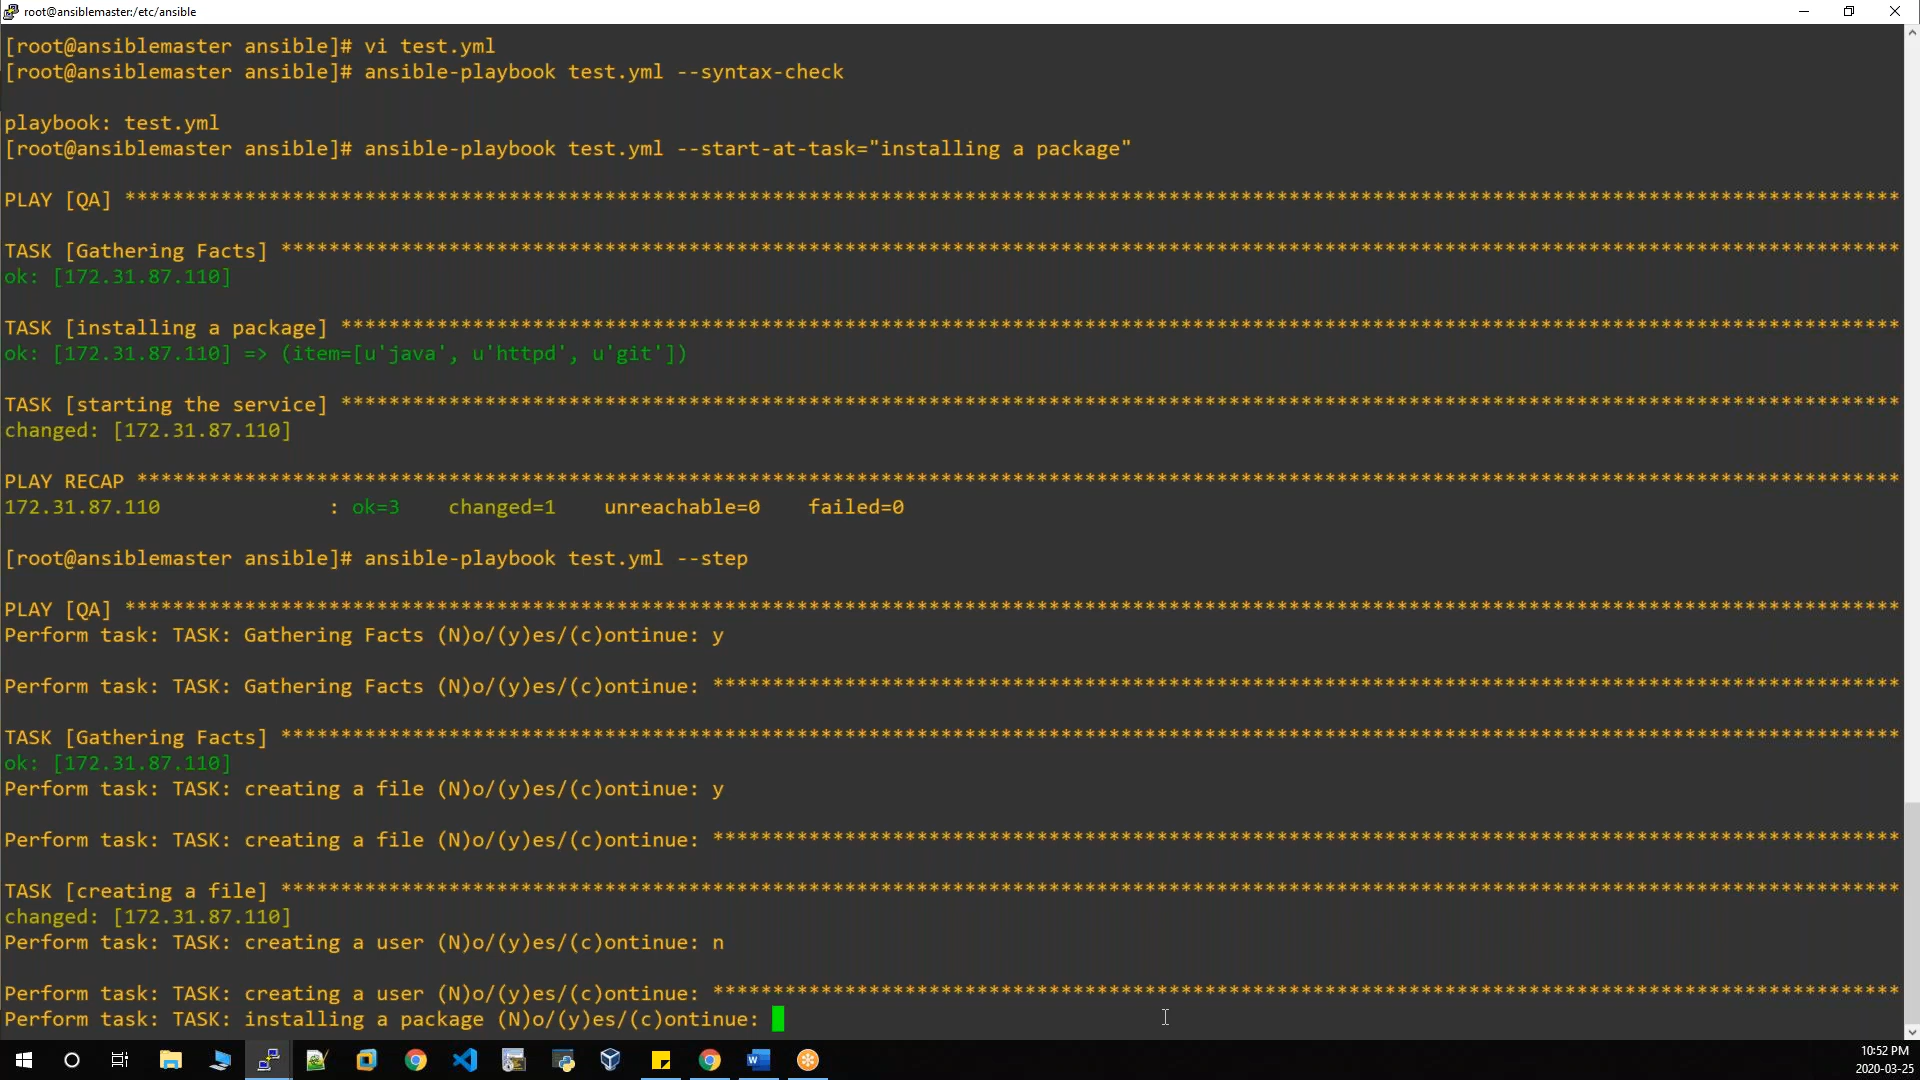 root@ansiblemaster:/etc/ansible
[root@ansiblemaster ansible]# vi test.yml
[root@ansiblemaster ansible]# ansible-playbook test.yml --syntax-check
playbook: test.yml
[root@ansiblemaster ansible]# ansible-playbook test.yml --start-at-task="installing a package"
PLAY [QA] ****************************************************************************************************************************************************
TASK [Gathering Facts] ***************************************************************************************************************************************
ok: [172.31.87.110]
TASK [installing a package] **********************************************************************************************************************************
ok: [172.31.87.110] => (item=[u'java', u'httpd', u'git'])
TASK [starting the service] **********************************************************************************************************************************
changed: [172.31.87.110]
PLAY RECAP ***************************************************************************************************************************************************
172.31.87.110              : ok=3    changed=1    unreachable=0    failed=0
[root@ansiblemaster ansible]# ansible-playbook test.yml --step
PLAY [QA] ****************************************************************************************************************************************************
Perform task: TASK: Gathering Facts (N)o/(y)es/(c)ontinue: y
Perform task: TASK: Gathering Facts (N)o/(y)es/(c)ontinue: ***************************************************************************************************
TASK [Gathering Facts] ***************************************************************************************************************************************
ok: [172.31.87.110]
Perform task: TASK: creating a file (N)o/(y)es/(c)ontinue: y
Perform task: TASK: creating a file (N)o/(y)es/(c)ontinue: ***************************************************************************************************
TASK [creating a file] ***************************************************************************************************************************************
changed: [172.31.87.110]
Perform task: TASK: creating a user (N)o/(y)es/(c)ontinue: n
Perform task: TASK: creating a user (N)o/(y)es/(c)ontinue: ***************************************************************************************************
Perform task: TASK: installing a package (N)o/(y)es/(c)ontinue:
10:52 PM
2020-03-25